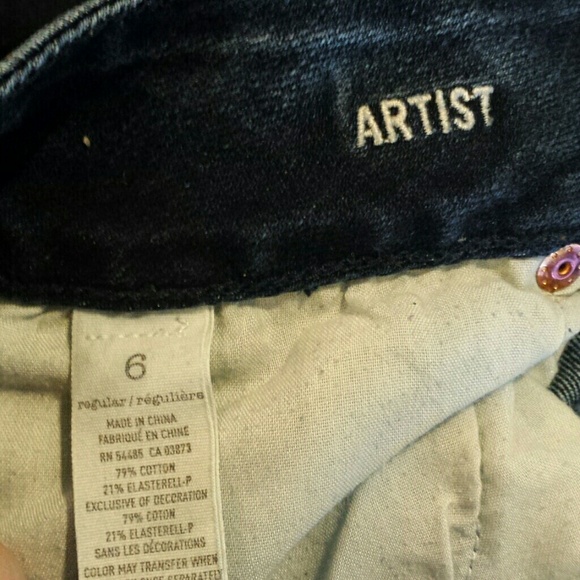 ARTIST
6
regular/régulière
MADE IN CHINA
FABRIQUÉ EN CHINE
RN 54485 CA 03873
79% COTTON
21% ELASTERELL-P
EXCLUSIVE OF DECORATION
79% COTON
21% ELASTERELL-P
SANS LES DÉCORATIONS
COLOR MAY TRANSFER WHEN
SEPARATELY